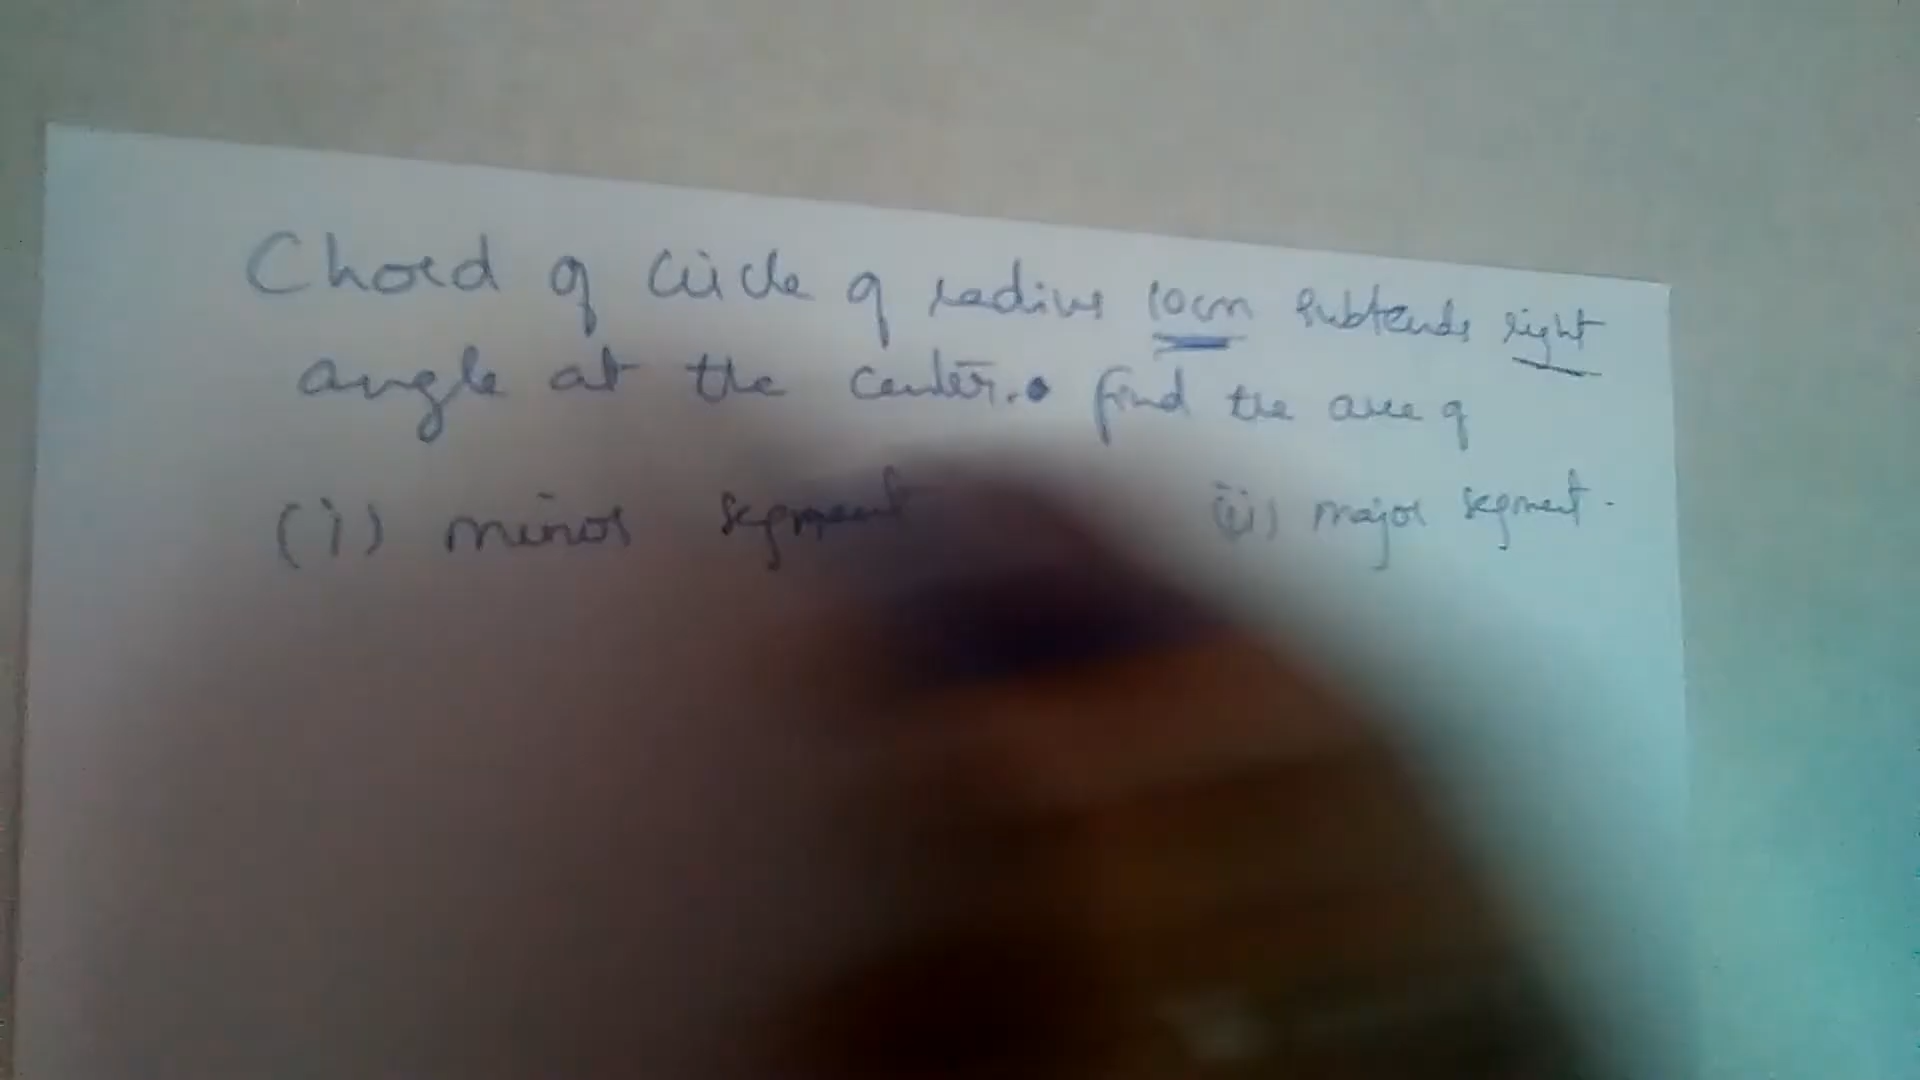 Chord of circle of radius 10cm subtends right
angle at the center. find the area of
(i) minor segment (ii) major segment.